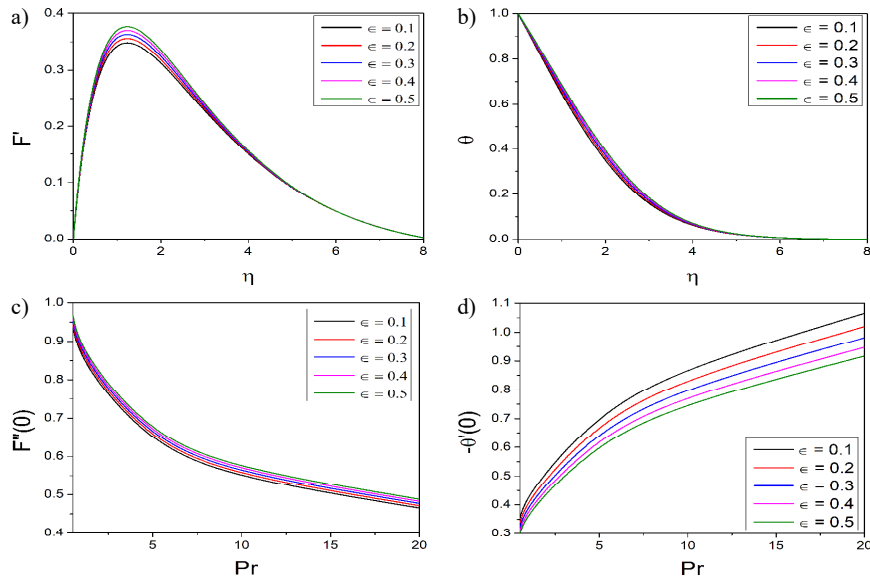 a)
0.4
0.3
0.2
0.1
0.0
F'
0 2 4 6 8
η
∈ = 0.1
∈ − 0.2
∈ = 0.3
∈ = 0.4
∈ − 0.5
b)
1.0
0.8
0.6
0.4
0.2
0.0
θ
0 2 4 6 8
η
∈ = 0.1
∈ = 0.2
∈ = 0.3
∈ = 0.4
∈ = 0.5
c)
1.0
0.9
0.8
0.7
0.6
0.5
0.4
F''(0)
5 10 15 20
Pr
∈ = 0.1
∈ = 0.2
∈ = 0.3
∈ = 0.4
∈ = 0.5
d)
1.1
1.0
0.9
0.8
0.7
0.6
0.5
0.4
0.3
-θ'(0)
5 10 15 20
Pr
∈ = 0.1
∈ = 0.2
∈ − 0.3
∈ = 0.4
∈ = 0.5